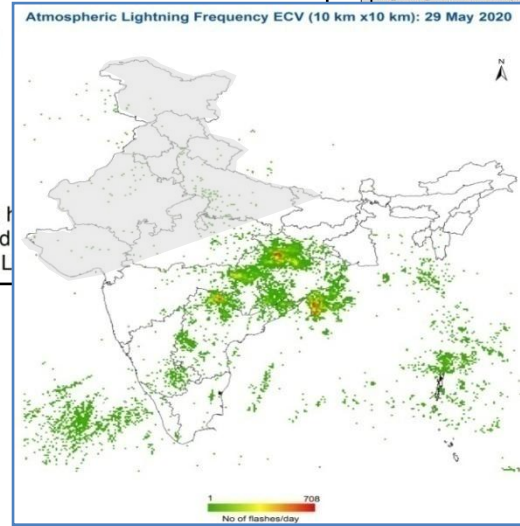 Atmospheric Lightning Frequency ECV (10 km x10 km): 29 May 2020
N
h
d
L
1 708
No of flashes/day